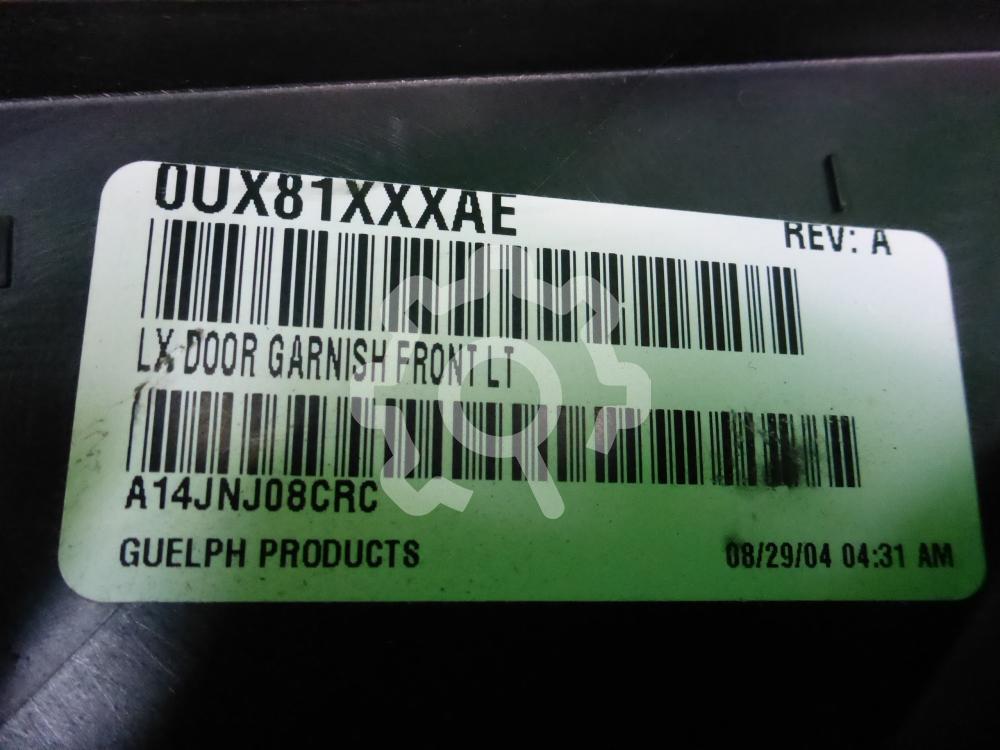 0UX81XXXAE
REV: A
LX DOOR GARNISH FRONT LT
A14JNJ08CRC
GUELPH PRODUCTS
08/29/04 04:31 AM